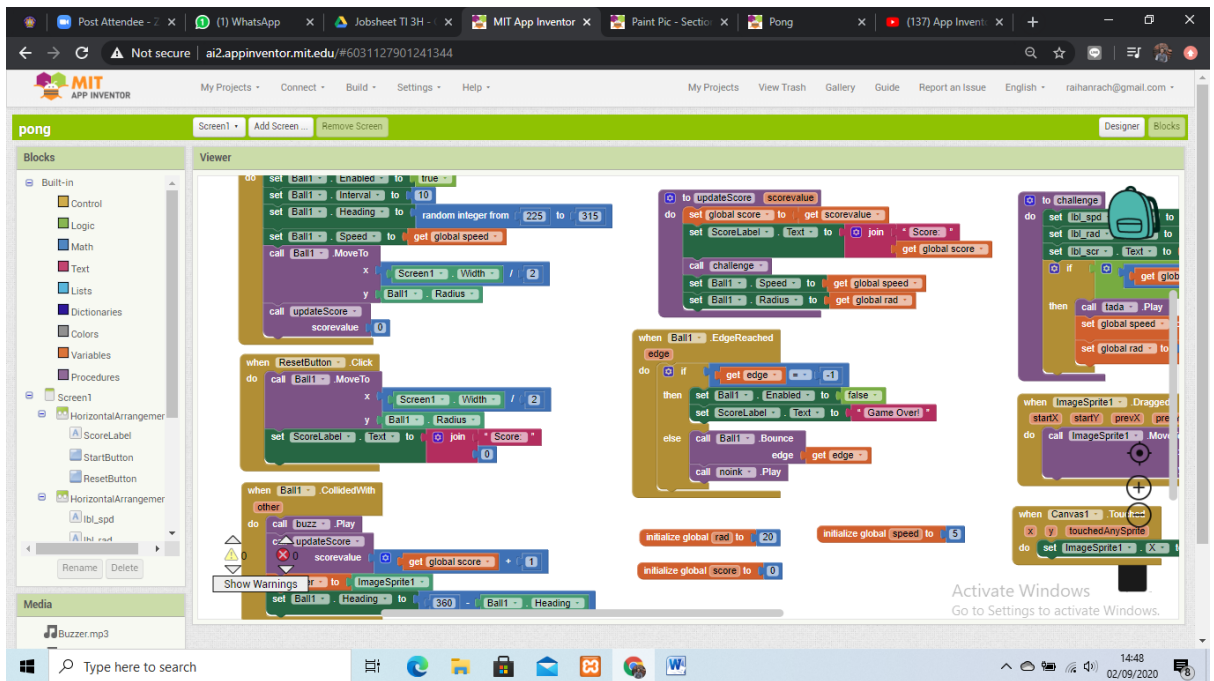 Post Attendee - Z
(1) WhatsApp
Jobsheet TI 3H -
MIT App Inventor
Paint Pic - Section
Pong
(137) App Invent
Not secure
ai2.appinventor.mit.edu/#6031127901241344
MIT
APP INVENTOR
My Projects
Connect
Build
Settings
Help
My Projects
View Trash
Gallery
Guide
Report an Issue
English
raihanrach@gmail.com
pong
Screen1
Add Screen ...
Remove Screen
Designer
Blocks
Blocks
Built-in
Control
Logic
Math
Text
Lists
Dictionaries
Colors
Variables
Procedures
Screen1
HorizontalArrangemer
ScoreLabel
StartButton
ResetButton
HorizontalArrangemer
lbl_spd
lbl_rad
Rename
Delete
Media
Buzzer.mp3
Viewer
do set Ball1 . Enabled to true
set Ball1 . Interval to 10
set Ball1 . Heading to random integer from 225 to 315
set Ball1 . Speed to get global speed
call Ball1 .MoveTo
x Screen1 . Width / 2
y Ball1 . Radius
call updateScore
scorevalue 0
when ResetButton .Click
do call Ball1 .MoveTo
x Screen1 . Width / 2
y Ball1 . Radius
set ScoreLabel . Text to join " Score: "
0
when Ball1 .CollidedWith
other
do call buzz .Play
updateScore
scorevalue get global score + 1
to ImageSprite1
set Ball1 . Heading to 360 - Ball1 . Heading
0
0
Show Warnings
to updateScore scorevalue
do set global score to get scorevalue
set ScoreLabel . Text to join " Score: "
get global score
call challenge
set Ball1 . Speed to get global speed
set Ball1 . Radius to get global rad
when Ball1 .EdgeReached
edge
do if get edge = -1
then set Ball1 . Enabled to false
set ScoreLabel . Text to " Game Over! "
else call Ball1 .Bounce
edge get edge
call noink .Play
initialize global rad to 20
initialize global speed to 5
initialize global score to 0
to challenge
do set lbl_spd to
set lbl_rad to
set lbl_scr . Text to
if get glob
then call tada .Play
set global speed
set global rad to
when ImageSprite1 .Dragged
startX startY prevX prev
do call ImageSprite1 .Move
when Canvas1 .Touched
x y touchedAnySprite
do set ImageSprite1 . X t
Activate Windows
Go to Settings to activate Windows.
Type here to search
14:48
02/09/2020
8